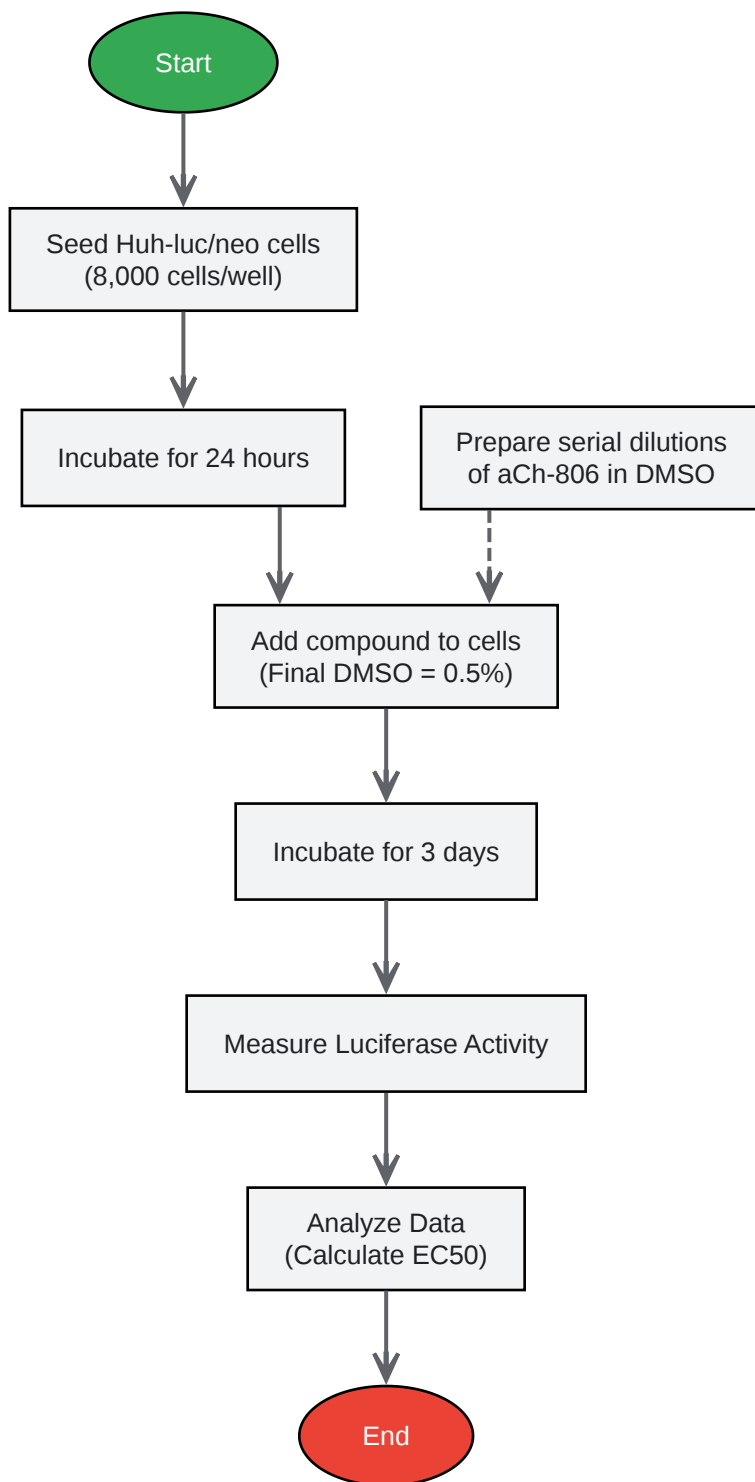 Start
Seed Huh-luc/neo cells
(8,000 cells/well)
Incubate for 24 hours
Prepare serial dilutions
of aCh-806 in DMSO
Add compound to cells
(Final DMSO = 0.5%)
Incubate for 3 days
Measure Luciferase Activity
Analyze Data
(Calculate EC50)
End